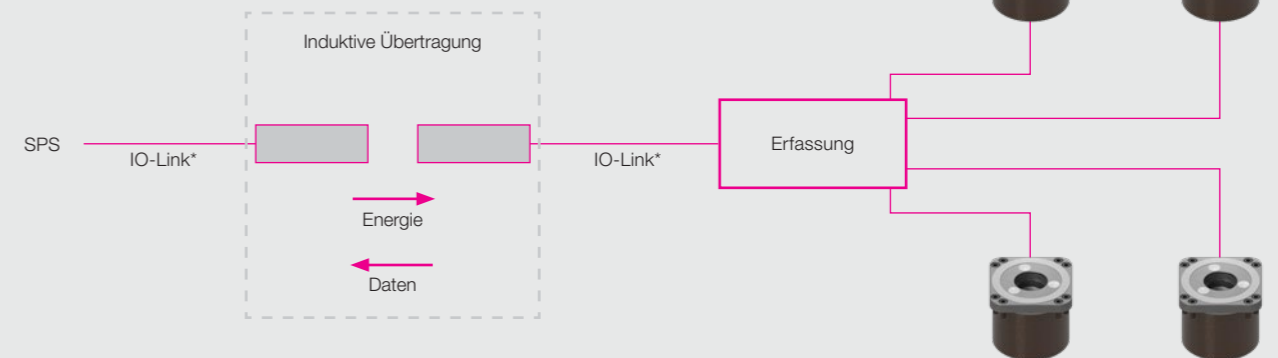 Induktive Übertragung
SPS
IO-Link*
IO-Link*
Erfassung
Energie
Daten